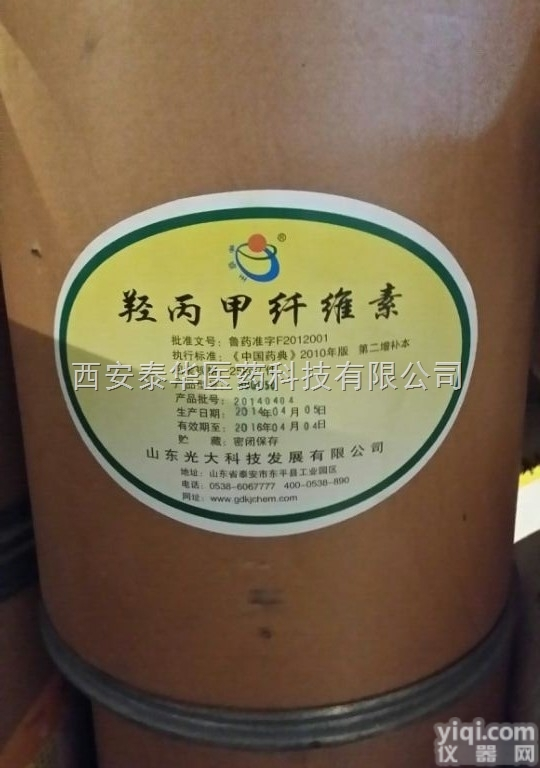 羟丙甲纤维素
批准文号：鲁药准字F2012001
执行标准：《中国药典》2010年版 第二增补本
西安泰华医药科技有限公司
产品批号：20140404
生产日期：2014年04月05日
有效期至：2016年04月04日
贮 藏：密闭保存
山东光大科技发展有限公司
地址：山东省泰安市东平县工业园区
电话：0538-6067777 400-0538-890
网址：www.gdkjchem.com
yiqi.com
仪器网